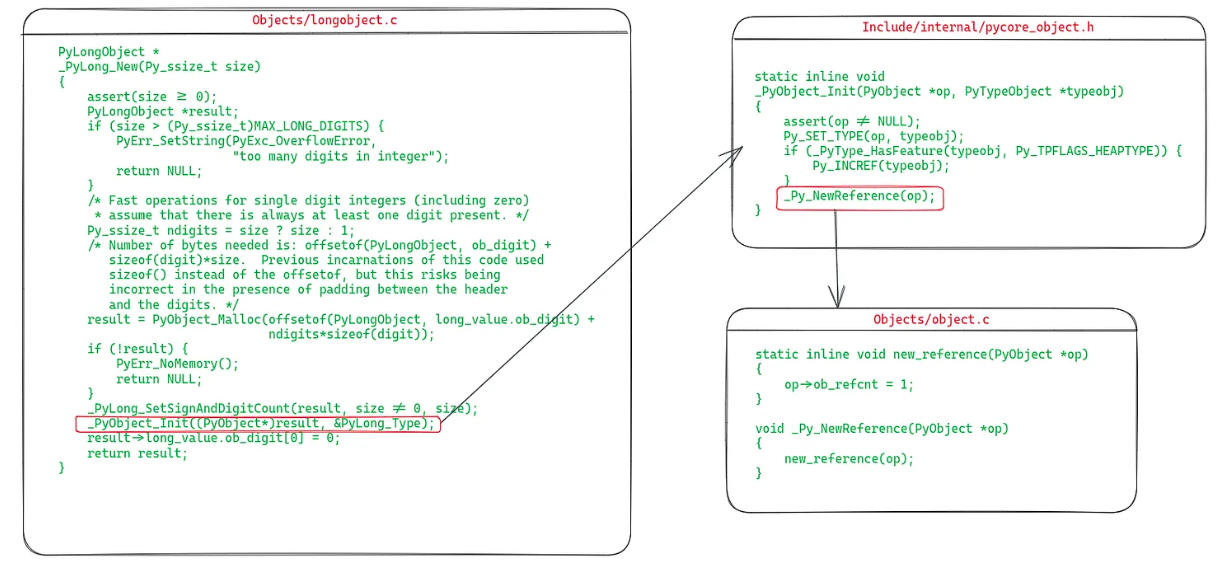 Objects/longobject.c
PyLongObject *
_PyLong_New(Py_ssize_t size)
{
    assert(size ≥ 0);
    PyLongObject *result;
    if (size > (Py_ssize_t)MAX_LONG_DIGITS) {
        PyErr_SetString(PyExc_OverflowError,
                        "too many digits in integer");
        return NULL;
    }
    /* Fast operations for single digit integers (including zero)
     * assume that there is always at least one digit present. */
    Py_ssize_t ndigits = size ? size : 1;
    /* Number of bytes needed is: offsetof(PyLongObject, ob_digit) +
       sizeof(digit)*size.  Previous incarnations of this code used
       sizeof() instead of the offsetof, but this risks being
       incorrect in the presence of padding between the header
       and the digits. */
    result = PyObject_Malloc(offsetof(PyLongObject, long_value.ob_digit) +
                             ndigits*sizeof(digit));
    if (!result) {
        PyErr_NoMemory();
        return NULL;
    }
    _PyLong_SetSignAndDigitCount(result, size ≠ 0, size);
    _PyObject_Init((PyObject*)result, &PyLong_Type);
    result→long_value.ob_digit[0] = 0;
    return result;
}
Include/internal/pycore_object.h
static inline void
_PyObject_Init(PyObject *op, PyTypeObject *typeobj)
{
    assert(op ≠ NULL);
    Py_SET_TYPE(op, typeobj);
    if (_PyType_HasFeature(typeobj, Py_TPFLAGS_HEAPTYPE)) {
        Py_INCREF(typeobj);
    }
    _Py_NewReference(op);
}
Objects/object.c
static inline void new_reference(PyObject *op)
{
    op→ob_refcnt = 1;
}
void _Py_NewReference(PyObject *op)
{
    new_reference(op);
}